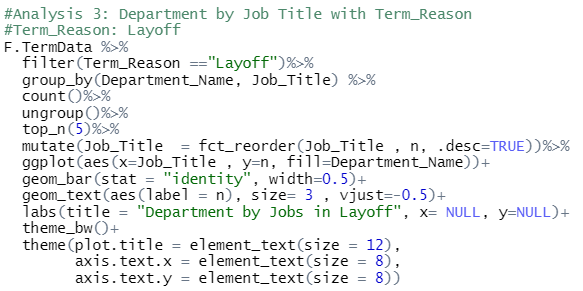 #Analysis 3: Department by Job Title with Term_Reason
#Term_Reason: Layoff
F.TermData %>%
  filter(Term_Reason =="Layoff")%>%
  group_by(Department_Name, Job_Title) %>%
  count()%>%
  ungroup()%>%
  top_n(5)%>%
  mutate(Job_Title  = fct_reorder(Job_Title , n, .desc=TRUE))%>%
  ggplot(aes(x=Job_Title , y=n, fill=Department_Name))+
  geom_bar(stat = "identity", width=0.5)+
  geom_text(aes(label = n), size= 3 , vjust=-0.5)+
  labs(title = "Department by Jobs in Layoff", x= NULL, y=NULL)+
  theme_bw()+
  theme(plot.title = element_text(size = 12),
        axis.text.x = element_text(size = 8),
        axis.text.y = element_text(size = 8))